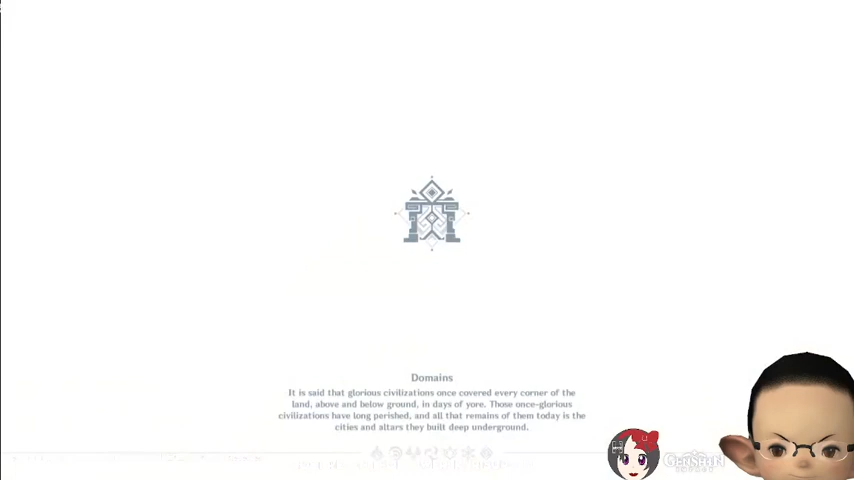 Domains
It is said that glorious civilizations once covered every corner of the
land, above and below ground, in days of yore. Those once-glorious
civilizations have long perished, and all that remains of them today is the
cities and altars they built deep underground.
GENSHIN
IMPACT